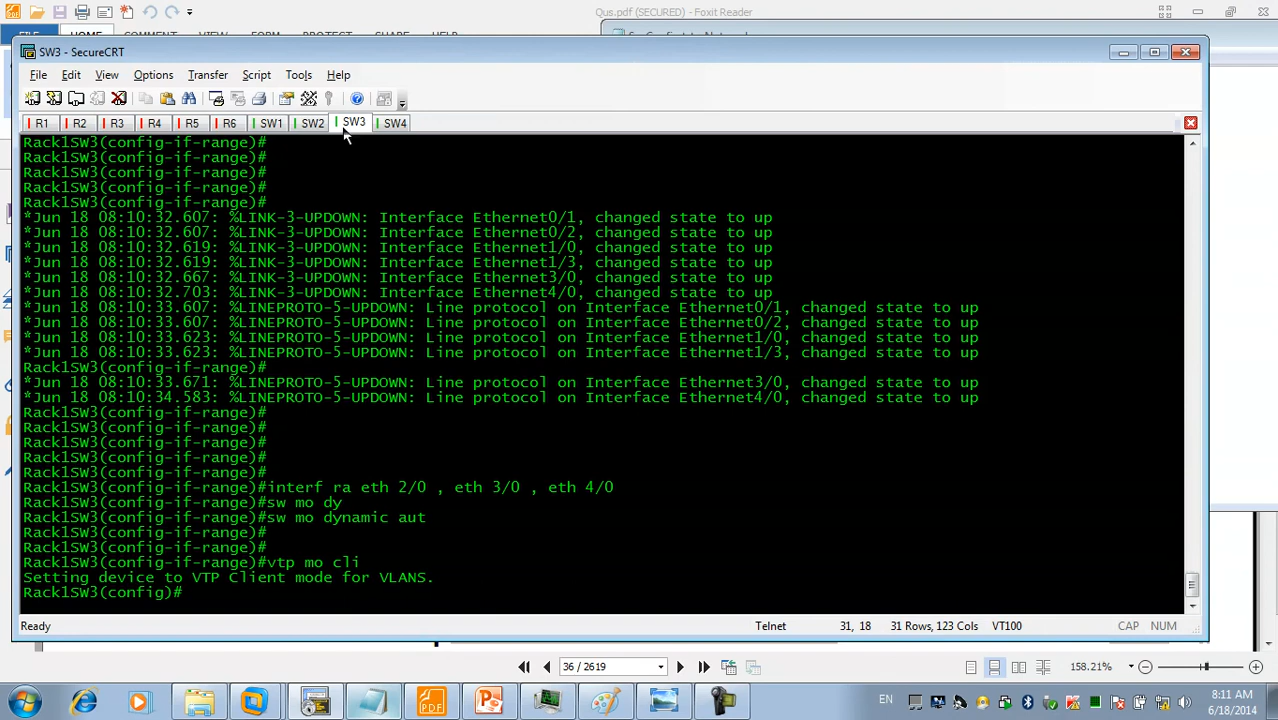 Qus.pdf (SECURED) - Foxit Reader
FILE HOME COMMENT VIEW FORM PROTECT SHARE HELP
SW3 - SecureCRT
File Edit View Options Transfer Script Tools Help
R1 R2 R3 R4 R5 R6 SW1 SW2 SW3 SW4
Rack1SW3(config-if-range)#
Rack1SW3(config-if-range)#
Rack1SW3(config-if-range)#
Rack1SW3(config-if-range)#
Rack1SW3(config-if-range)#
*Jun 18 08:10:32.607: %LINK-3-UPDOWN: Interface Ethernet0/1, changed state to up
*Jun 18 08:10:32.607: %LINK-3-UPDOWN: Interface Ethernet0/2, changed state to up
*Jun 18 08:10:32.619: %LINK-3-UPDOWN: Interface Ethernet1/0, changed state to up
*Jun 18 08:10:32.619: %LINK-3-UPDOWN: Interface Ethernet1/3, changed state to up
*Jun 18 08:10:32.667: %LINK-3-UPDOWN: Interface Ethernet3/0, changed state to up
*Jun 18 08:10:32.703: %LINK-3-UPDOWN: Interface Ethernet4/0, changed state to up
*Jun 18 08:10:33.607: %LINEPROTO-5-UPDOWN: Line protocol on Interface Ethernet0/1, changed state to up
*Jun 18 08:10:33.607: %LINEPROTO-5-UPDOWN: Line protocol on Interface Ethernet0/2, changed state to up
*Jun 18 08:10:33.623: %LINEPROTO-5-UPDOWN: Line protocol on Interface Ethernet1/0, changed state to up
*Jun 18 08:10:33.623: %LINEPROTO-5-UPDOWN: Line protocol on Interface Ethernet1/3, changed state to up
Rack1SW3(config-if-range)#
*Jun 18 08:10:33.671: %LINEPROTO-5-UPDOWN: Line protocol on Interface Ethernet3/0, changed state to up
*Jun 18 08:10:34.583: %LINEPROTO-5-UPDOWN: Line protocol on Interface Ethernet4/0, changed state to up
Rack1SW3(config-if-range)#
Rack1SW3(config-if-range)#
Rack1SW3(config-if-range)#
Rack1SW3(config-if-range)#
Rack1SW3(config-if-range)#
Rack1SW3(config-if-range)#interf ra eth 2/0 , eth 3/0 , eth 4/0
Rack1SW3(config-if-range)#sw mo dy
Rack1SW3(config-if-range)#sw mo dynamic aut
Rack1SW3(config-if-range)#
Rack1SW3(config-if-range)#
Rack1SW3(config-if-range)#vtp mo cli
Setting device to VTP Client mode for VLANS.
Rack1SW3(config)#
Ready Telnet 31, 18 31 Rows, 123 Cols VT100 CAP NUM
36 / 2619 158.21%
EN 8:11 AM
6/18/2014